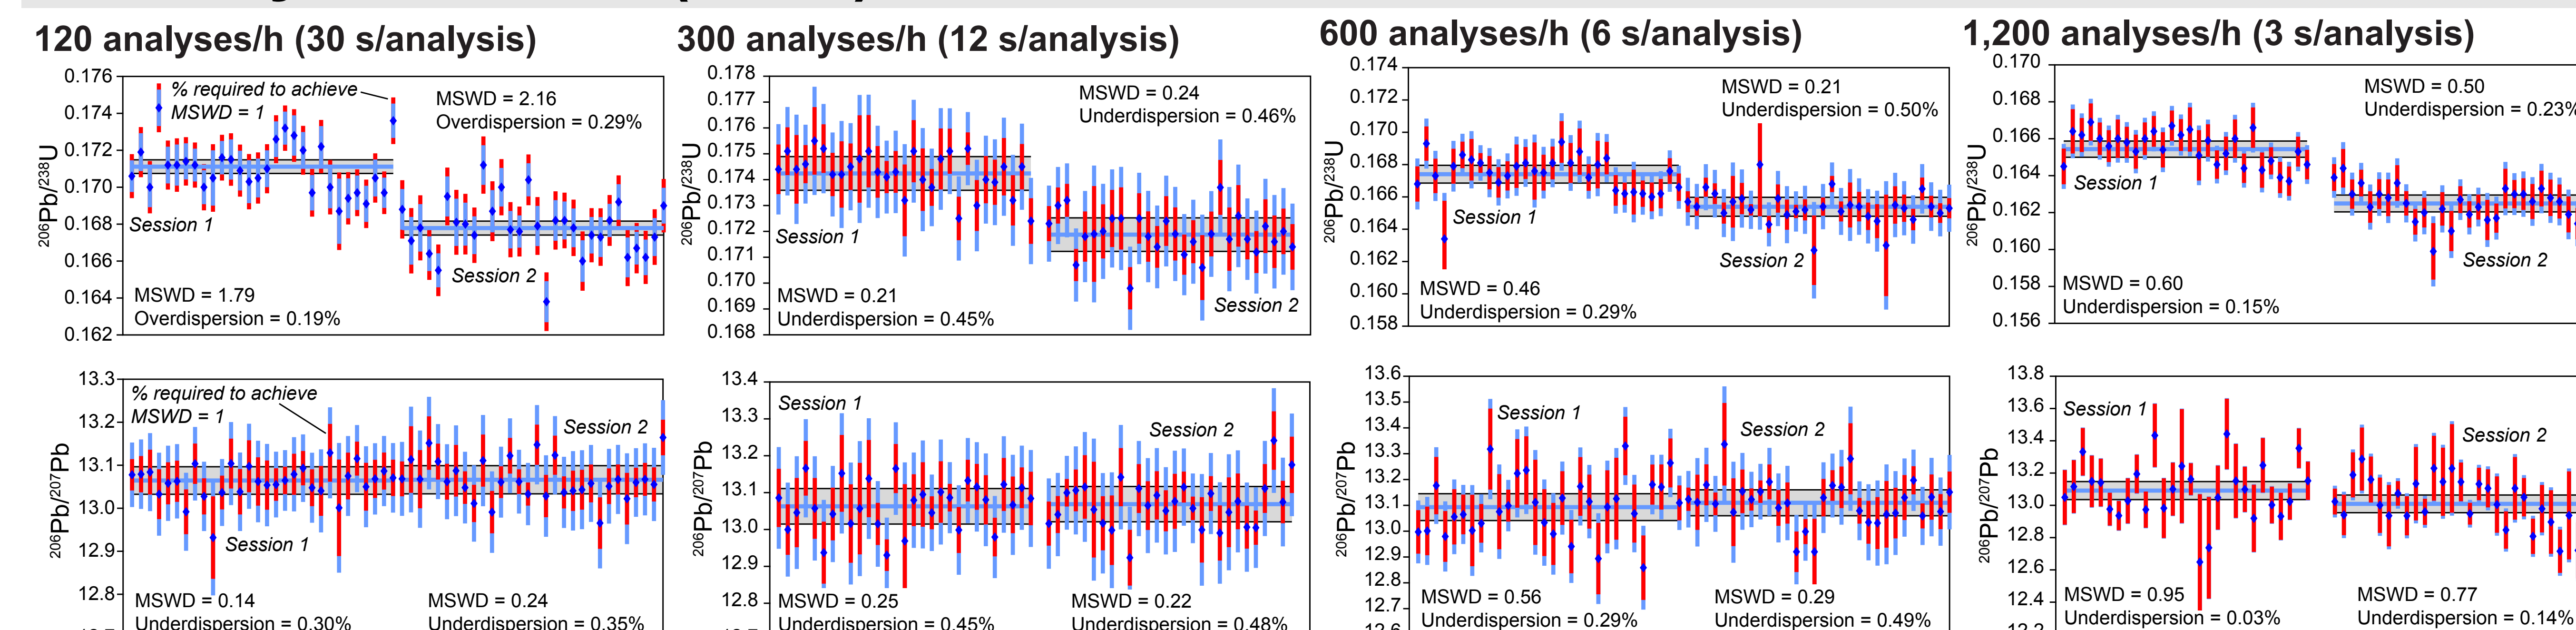 120 analyses/h (30 s/analysis)
0.176
0.174
0.172
0.170
0.168
0.166
0.164
0.162
206Pb/238U
% required to achieve
MSWD = 1
MSWD = 2.16
Overdispersion = 0.29%
Session 1
Session 2
MSWD = 1.79
Overdispersion = 0.19%
300 analyses/h (12 s/analysis)
0.178
0.177
0.176
0.175
0.174
0.173
0.172
0.171
0.170
0.169
0.168
206Pb/238U
MSWD = 0.24
Underdispersion = 0.46%
Session 1
MSWD = 0.21
Underdispersion = 0.45%
Session 2
600 analyses/h (6 s/analysis)
0.174
0.172
0.170
0.168
0.166
0.164
0.162
0.160
0.158
206Pb/238U
MSWD = 0.21
Underdispersion = 0.50%
Session 1
Session 2
MSWD = 0.46
Underdispersion = 0.29%
1,200 analyses/h (3 s/analysis)
0.170
0.168
0.166
0.164
0.162
0.160
0.158
0.156
206Pb/238U
MSWD = 0.50
Underdispersion = 0.23%
Session 1
Session 2
MSWD = 0.60
Underdispersion = 0.15%
13.3
13.2
13.1
13.0
12.9
12.8
206Pb/207Pb
% required to achieve
MSWD = 1
Session 2
Session 1
MSWD = 0.14
Underdispersion = 0.30%
MSWD = 0.24
Underdispersion = 0.35%
13.4
13.3
13.2
13.1
13.0
12.9
12.8
206Pb/207Pb
Session 1
Session 2
MSWD = 0.25
Underdispersion = 0.45%
MSWD = 0.22
Underdispersion = 0.48%
13.6
13.5
13.4
13.3
13.2
13.1
13.0
12.9
12.8
12.7
12.6
206Pb/207Pb
Session 1
Session 2
MSWD = 0.56
Underdispersion = 0.29%
MSWD = 0.29
Underdispersion = 0.49%
13.8
13.6
13.4
13.2
13.0
12.8
12.6
12.4
206Pb/207Pb
Session 1
Session 2
MSWD = 0.95
Underdispersion = 0.03%
MSWD = 0.77
Underdispersion = 0.14%